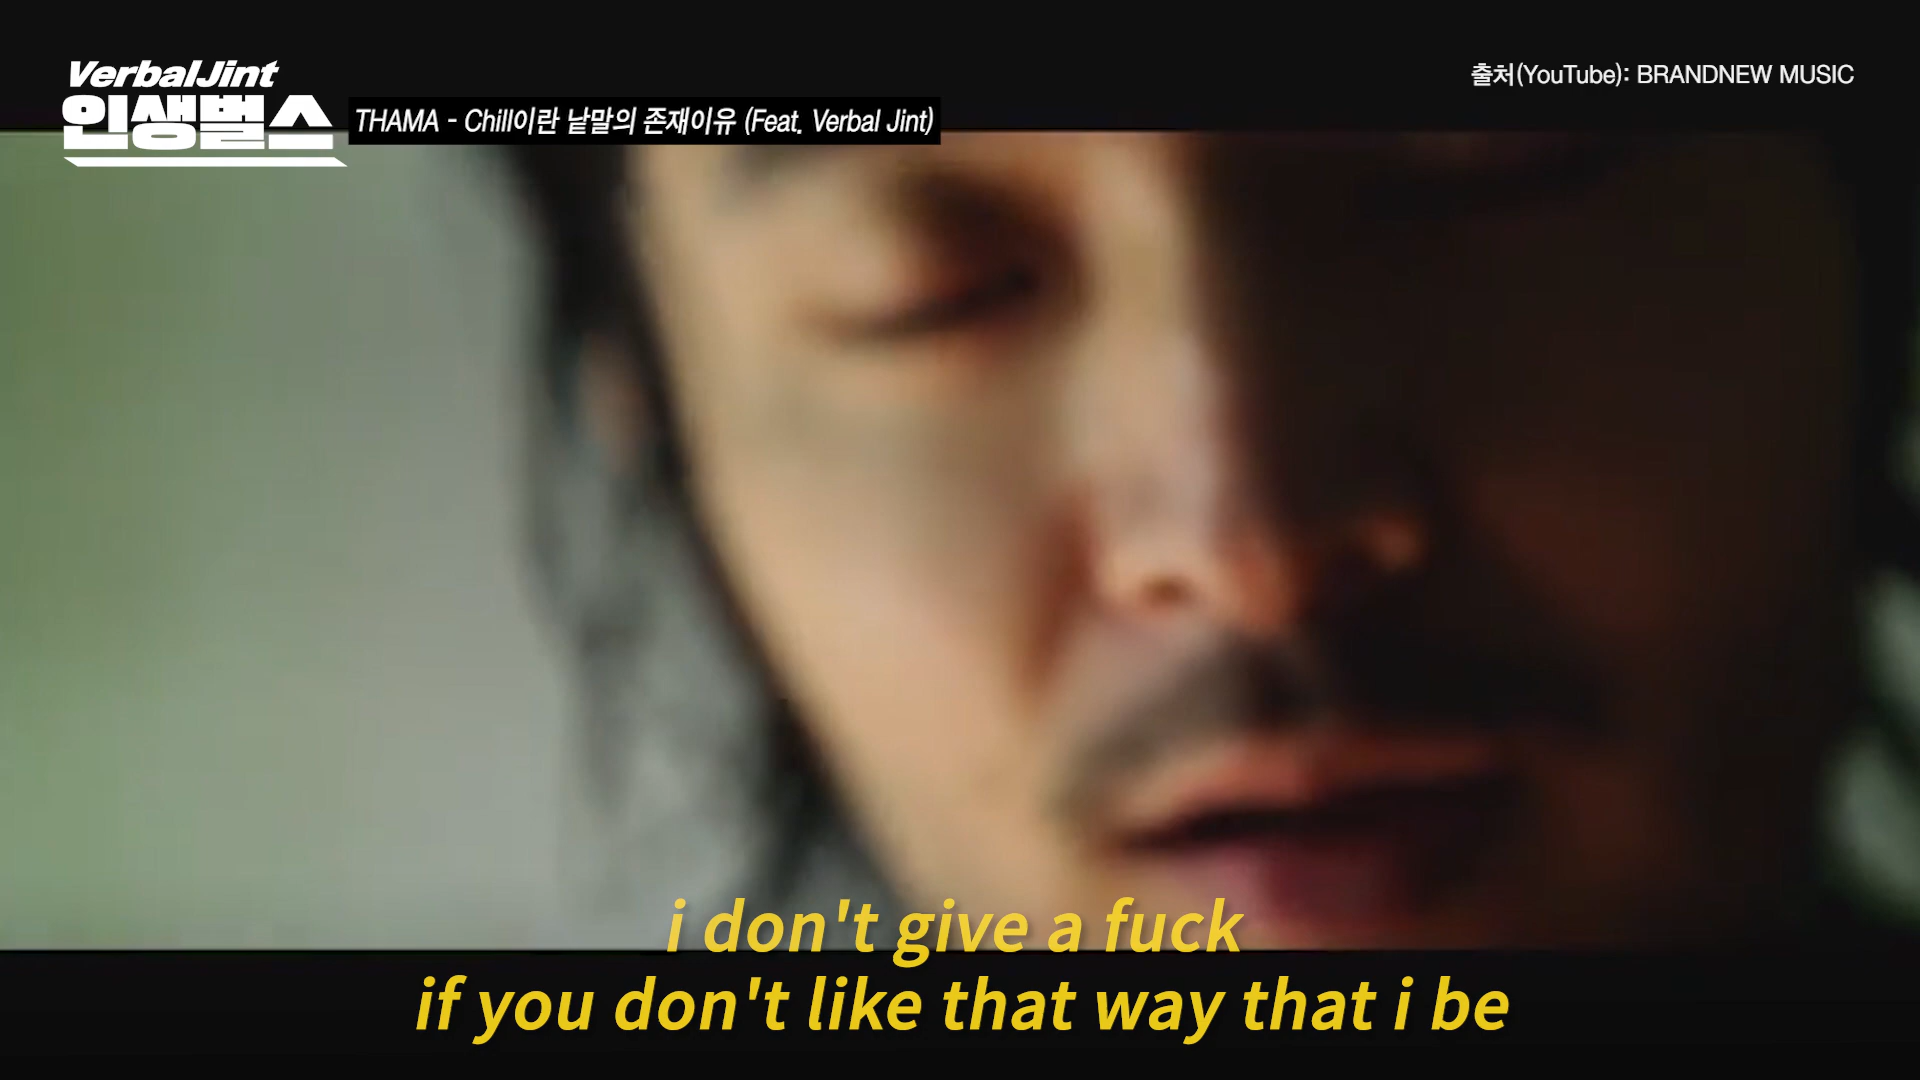 VerbalJint
인생벌스
THAMA - Chill이란 낱말의 존재이유 (Feat. Verbal Jint)
출처(YouTube): BRANDNEW MUSIC
i don't give a fuck
if you don't like that way that i be